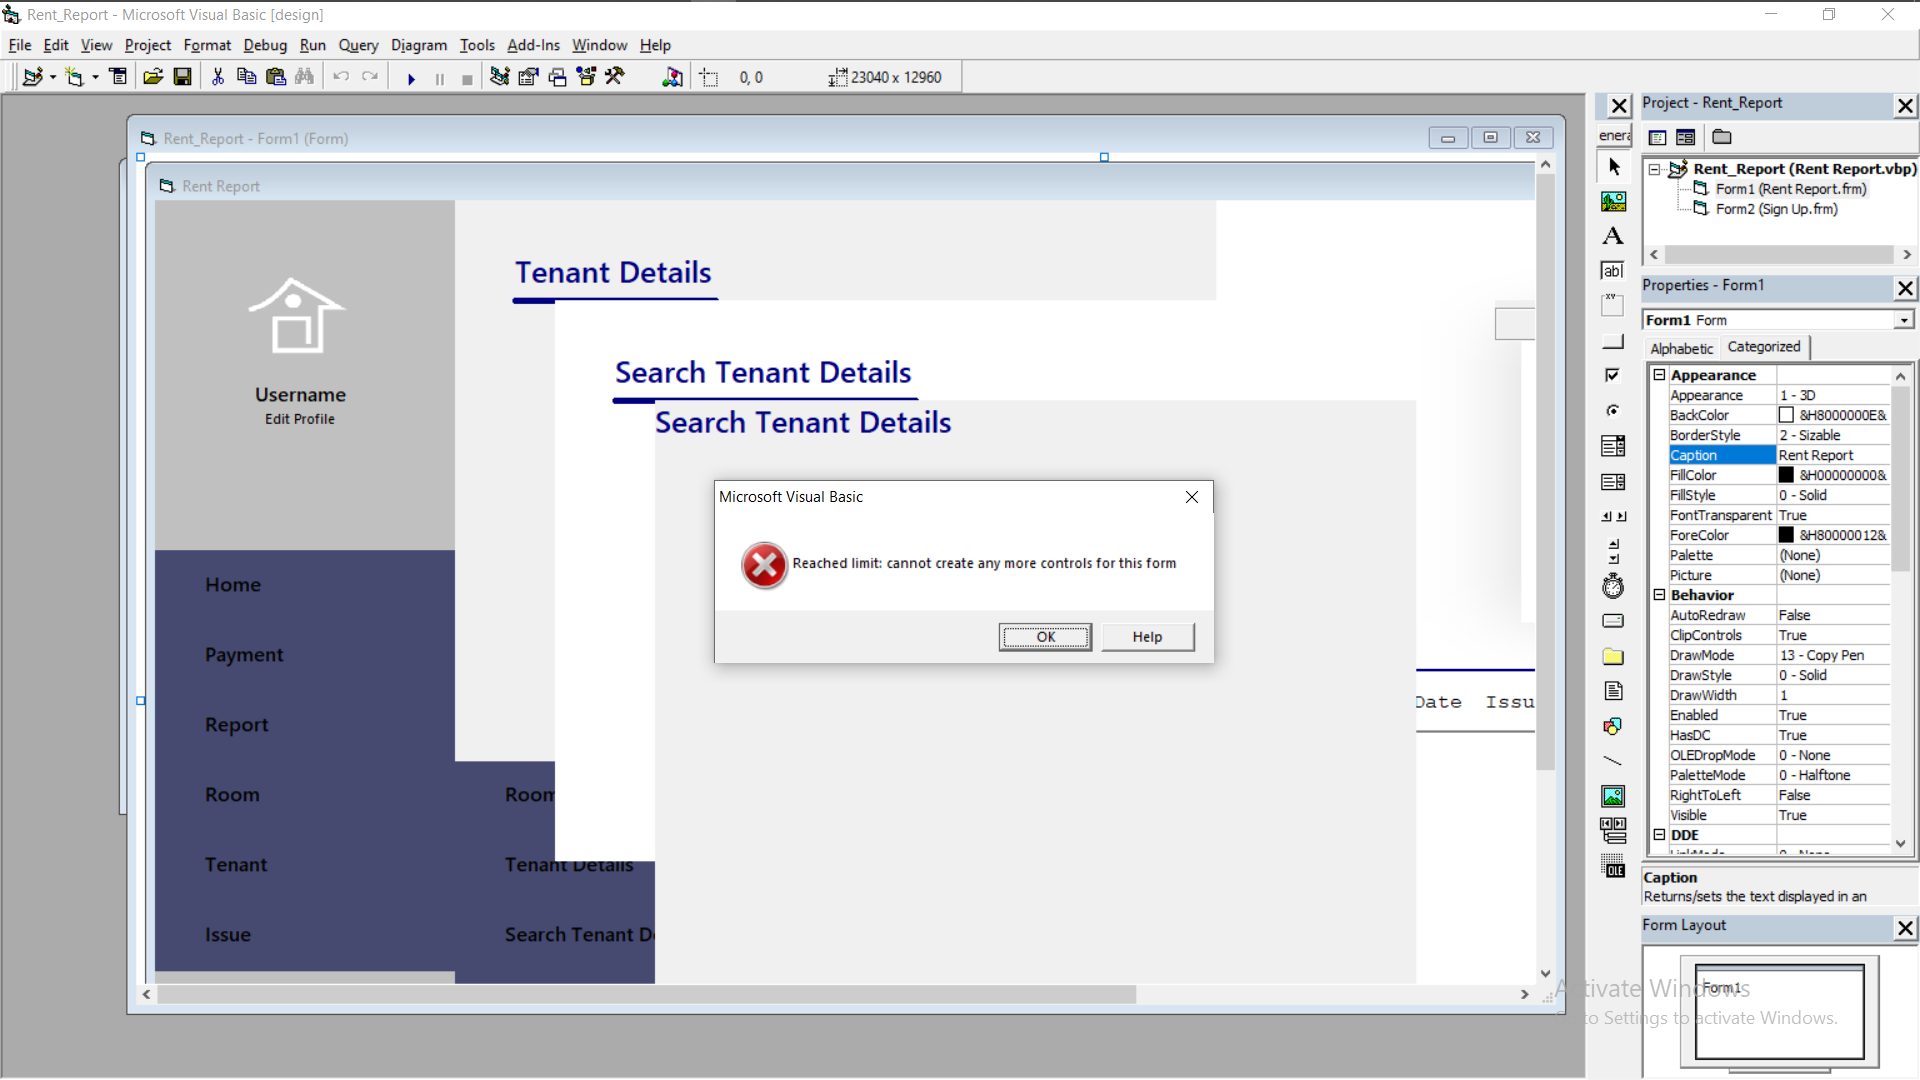 Rent_Report - Microsoft Visual Basic [design]
File Edit View Project Format Debug Run Query Diagram Tools Add-Ins Window Help
0, 0 23040 x 12960
Rent_Report - Form1 (Form)
Rent Report
Username
Edit Profile
Home
Payment
Report
Room
Tenant
Issue
Tenant Details
Search Tenant Details
Search Tenant Details
Room
Tenant Details
Search Tenant De
Date Issu
Microsoft Visual Basic
Reached limit: cannot create any more controls for this form
OK Help
enera
A
ab|
XY
OLE
Project - Rent_Report
Rent_Report (Rent Report.vbp)
Form1 (Rent Report.frm)
Form2 (Sign Up.frm)
Properties - Form1
Form1 Form
Alphabetic Categorized
Appearance
Appearance 1 - 3D
BackColor &H8000000E&
BorderStyle 2 - Sizable
Caption Rent Report
FillColor &H00000000&
FillStyle 0 - Solid
FontTransparent True
ForeColor &H80000012&
Palette (None)
Picture (None)
Behavior
AutoRedraw False
ClipControls True
DrawMode 13 - Copy Pen
DrawStyle 0 - Solid
DrawWidth 1
Enabled True
HasDC True
OLEDropMode 0 - None
PaletteMode 0 - Halftone
RightToLeft False
Visible True
DDE
LinkMode 0 - None
Caption
Returns/sets the text displayed in an
Form Layout
Form1
Activate Windows
to Settings to activate Windows.